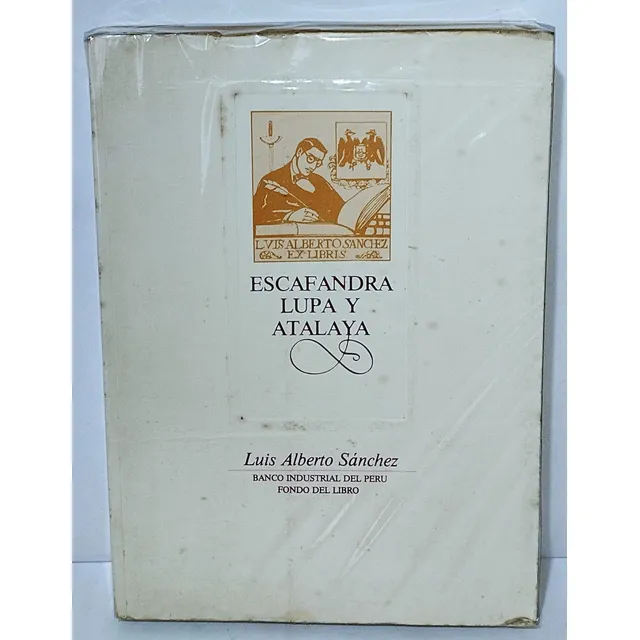 LVIS ALBERTO SANCHEZ
EX LIBRIS
ESCAFANDRA
LUPA Y
ATALAYA
Luis Alberto Sánchez
BANCO INDUSTRIAL DEL PERU
FONDO DEL LIBRO